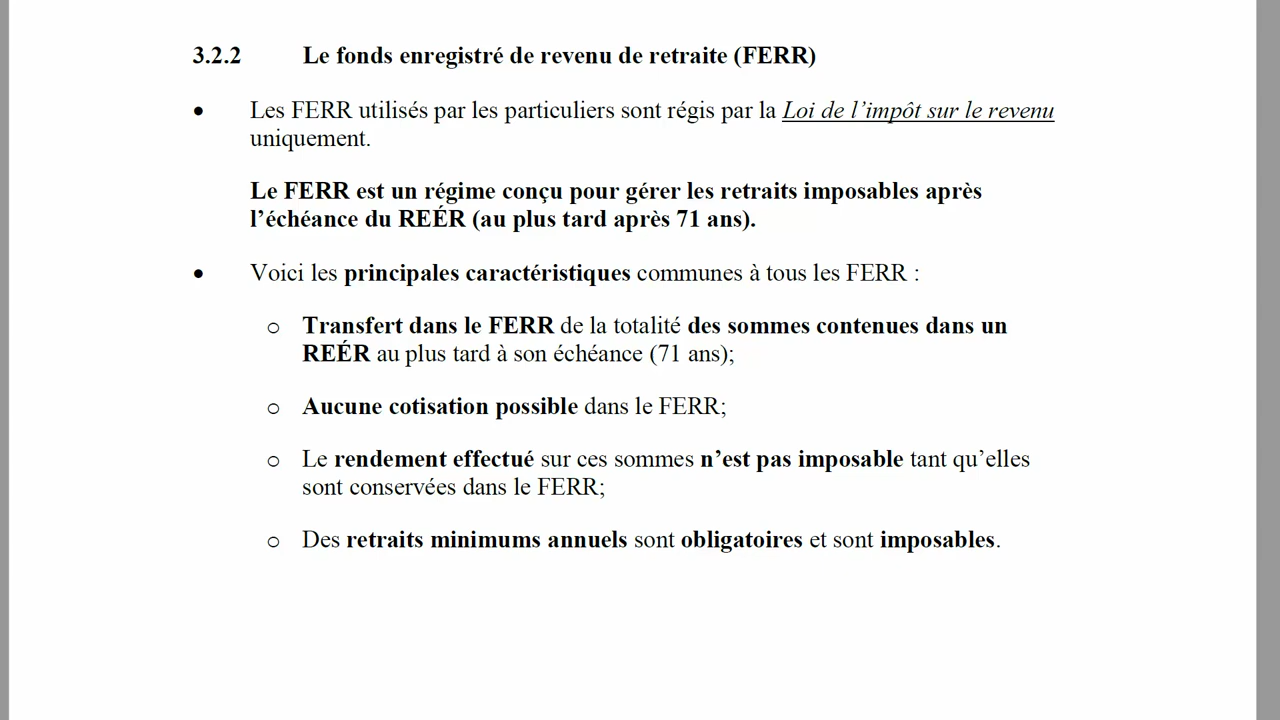 3.2.2 Le fonds enregistré de revenu de retraite (FERR)
• Les FERR utilisés par les particuliers sont régis par la Loi de l’impôt sur le revenu
uniquement.
Le FERR est un régime conçu pour gérer les retraits imposables après
l’échéance du REÉR (au plus tard après 71 ans).
• Voici les principales caractéristiques communes à tous les FERR :
o Transfert dans le FERR de la totalité des sommes contenues dans un
REÉR au plus tard à son échéance (71 ans);
o Aucune cotisation possible dans le FERR;
o Le rendement effectué sur ces sommes n’est pas imposable tant qu’elles
sont conservées dans le FERR;
o Des retraits minimums annuels sont obligatoires et sont imposables.